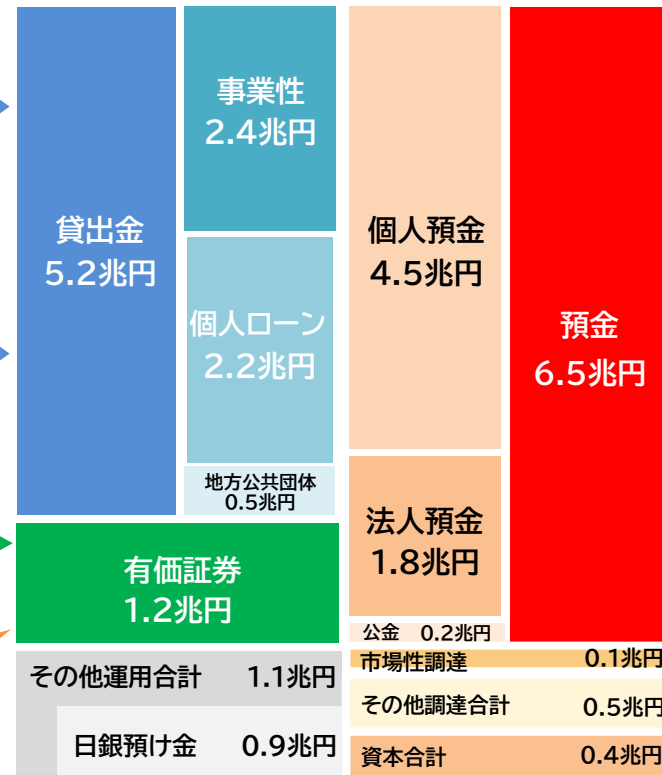 貸出金
5.2兆円
事業性
2.4兆円
個人ローン
2.2兆円
地方公共団体
0.5兆円
有価証券
1.2兆円
その他運用合計 1.1兆円
日銀預け金 0.9兆円
個人預金
4.5兆円
法人預金
1.8兆円
公金 0.2兆円
預金
6.5兆円
市場性調達 0.1兆円
その他調達合計 0.5兆円
資本合計 0.4兆円